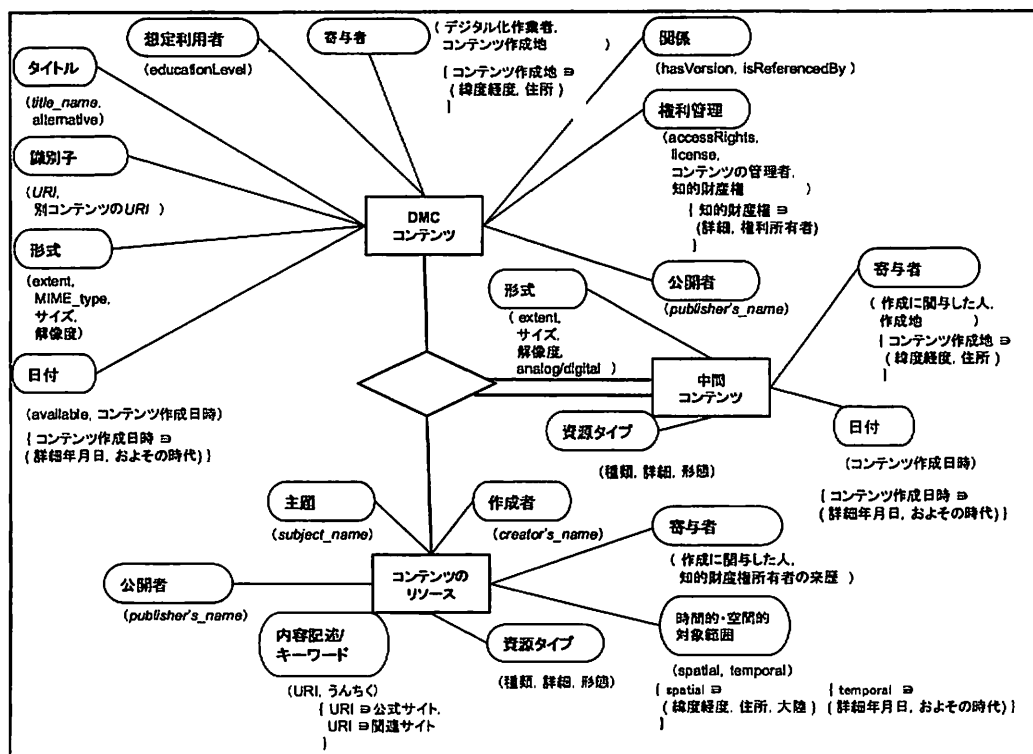 想定利用者
(educationLevel)
寄与者
( デジタル化作業者,
コンテンツ作成地 )
{ コンテンツ作成地 ∋
( 緯度経度, 住所 )
}
関係
(hasVersion, isReferencedBy )
タイトル
(title_name,
alternative)
権利管理
(accessRights,
license,
コンテンツの管理者,
知的財産権 )
{ 知的財産権 ∋
(詳細, 権利所有者)
}
識別子
(URI,
別コンテンツのURI )
DMC
コンテンツ
形式
(extent,
MIME_type,
サイズ,
解像度)
公開者
(publisher's_name)
形式
( extent,
サイズ,
解像度,
analog/digital )
寄与者
( 作成に関与した人,
作成地 )
{ コンテンツ作成地 ∋
( 緯度経度, 住所 )
}
日付
(available, コンテンツ作成日時)
{ コンテンツ作成日時 ∋
( 詳細年月日, およその時代) }
中間
コンテンツ
資源タイプ
(種類, 詳細, 形態)
日付
(コンテンツ作成日時)
{ コンテンツ作成日時 ∋
( 詳細年月日, およその時代) }
主題
(subject_name)
作成者
(creator's_name)
寄与者
( 作成に関与した人,
知的財産権所有者の来歴 )
公開者
(publisher's_name)
コンテンツの
リソース
内容記述/
キーワード
(URI, うんちく)
{ URI ∋公式サイト,
URI ∋関連サイト
}
資源タイプ
(種類, 詳細, 形態)
時間的・空間的
対象範囲
(spatial, temporal)
{ spatial ∋
( 緯度経度, 住所, 大陸 )
}
{ temporal ∋
(詳細年月日, およその時代) }